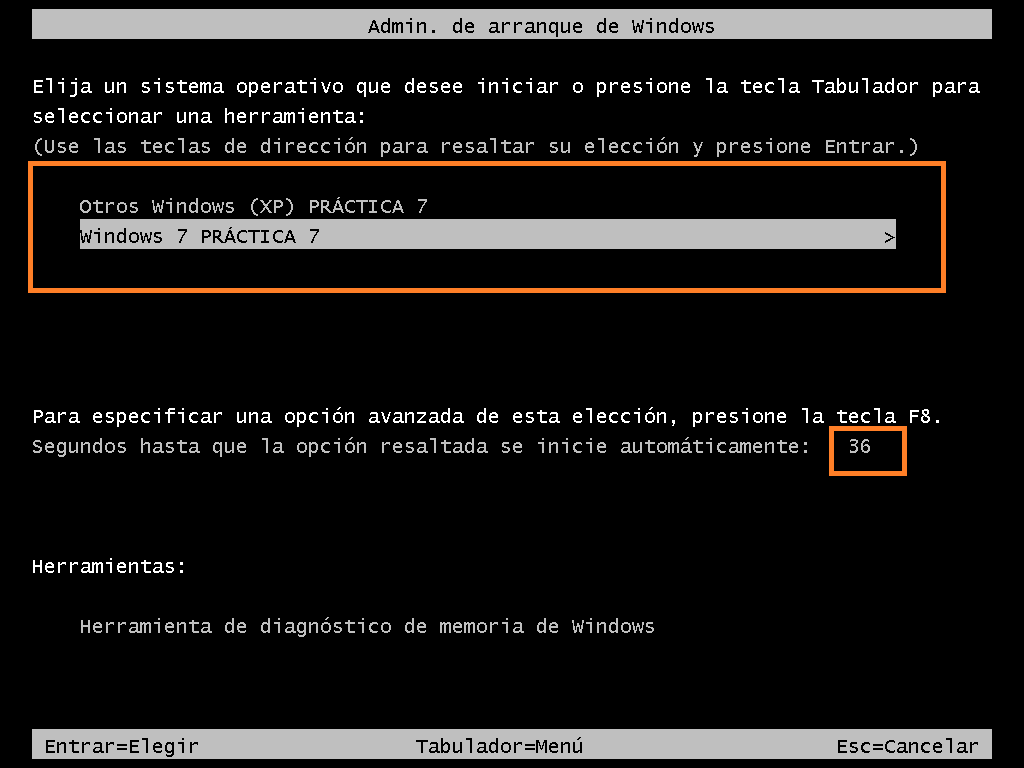 Admin. de arranque de Windows
Elija un sistema operativo que desee iniciar o presione la tecla Tabulador para
seleccionar una herramienta:
(Use las teclas de dirección para resaltar su elección y presione Entrar.)
Otros Windows (XP) PRÁCTICA 7
Windows 7 PRÁCTICA 7 >
Para especificar una opción avanzada de esta elección, presione la tecla F8.
Segundos hasta que la opción resaltada se inicie automáticamente: 36
Herramientas:
Herramienta de diagnóstico de memoria de Windows
Entrar=Elegir Tabulador=Menú Esc=Cancelar